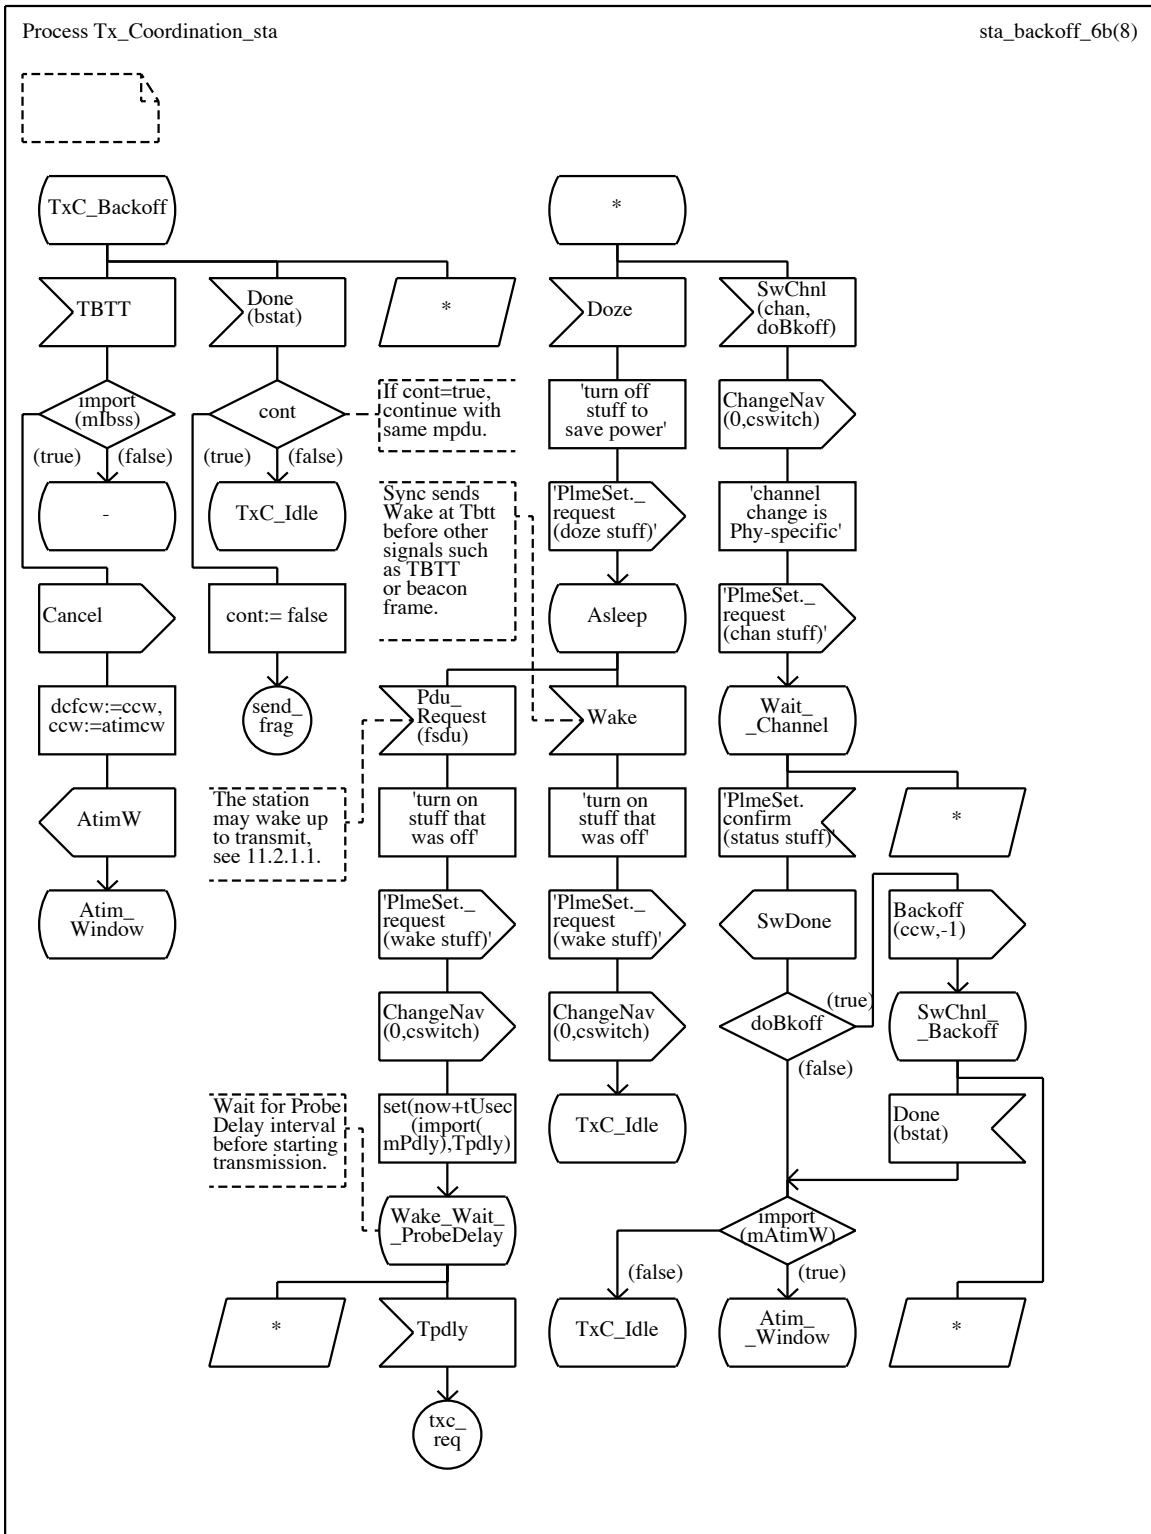 Process Tx_Coordination_sta
sta_backoff_6b(8)
TxC_Backoff
*
TBTT
Done
(bstat)
*
Doze
SwChnl
(chan,
doBkoff)
import
(mIbss)
(true)
(false)
cont
(true)
(false)
If cont=true,
continue with
same mpdu.
'turn off
stuff to
save power'
ChangeNav
(0,cswitch)
-
TxC_Idle
Sync sends
Wake at Tbtt
before other
signals such
as TBTT
or beacon
frame.
'PlmeSet._
request
(doze stuff)'
'channel
change is
Phy-specific'
Cancel
cont:= false
Asleep
'PlmeSet._
request
(chan stuff)'
dcfcw:=ccw,
ccw:=atimcw
send_
frag
Pdu_
_Request
(fsdu)
Wake
Wait_
_Channel
AtimW
The station
may wake up
to transmit,
see 11.2.1.1.
'turn on
stuff that
was off'
'turn on
stuff that
was off'
'PlmeSet.
confirm
(status stuff)'
*
Atim_
_Window
'PlmeSet._
request
(wake stuff)'
'PlmeSet._
request
(wake stuff)'
SwDone
Backoff
(ccw,-1)
ChangeNav
(0,cswitch)
ChangeNav
(0,cswitch)
doBkoff
(true)
(false)
SwChnl_
_Backoff
Wait for Probe
Delay interval
before starting
transmission.
set(now+tUsec
(import(
mPdly),Tpdly)
TxC_Idle
Done
(bstat)
Wake_Wait_
_ProbeDelay
import
(mAtimW)
(false)
(true)
*
Tpdly
TxC_Idle
Atim_
_Window
*
txc_
req